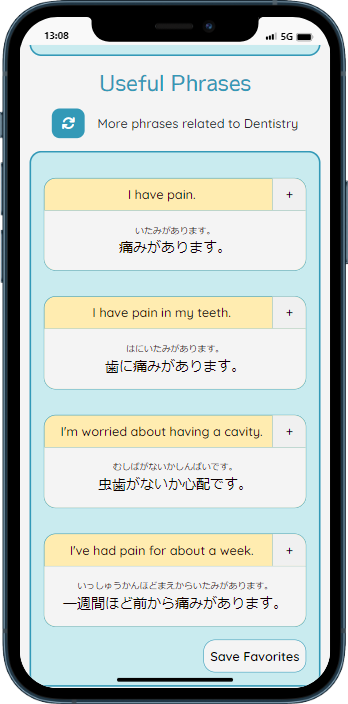 13:08
5G
Useful Phrases
More phrases related to Dentistry
I have pain.
+
いたみがあります。
痛みがあります。
I have pain in my teeth.
+
はにいたみがあります。
歯に痛みがあります。
I'm worried about having a cavity.
+
むしばがないかしんぱいです。
虫歯がないか心配です。
I've had pain for about a week.
+
いっしゅうかんほどまえからいたみがあります。
一週間ほど前から痛みがあります。
Save Favorites